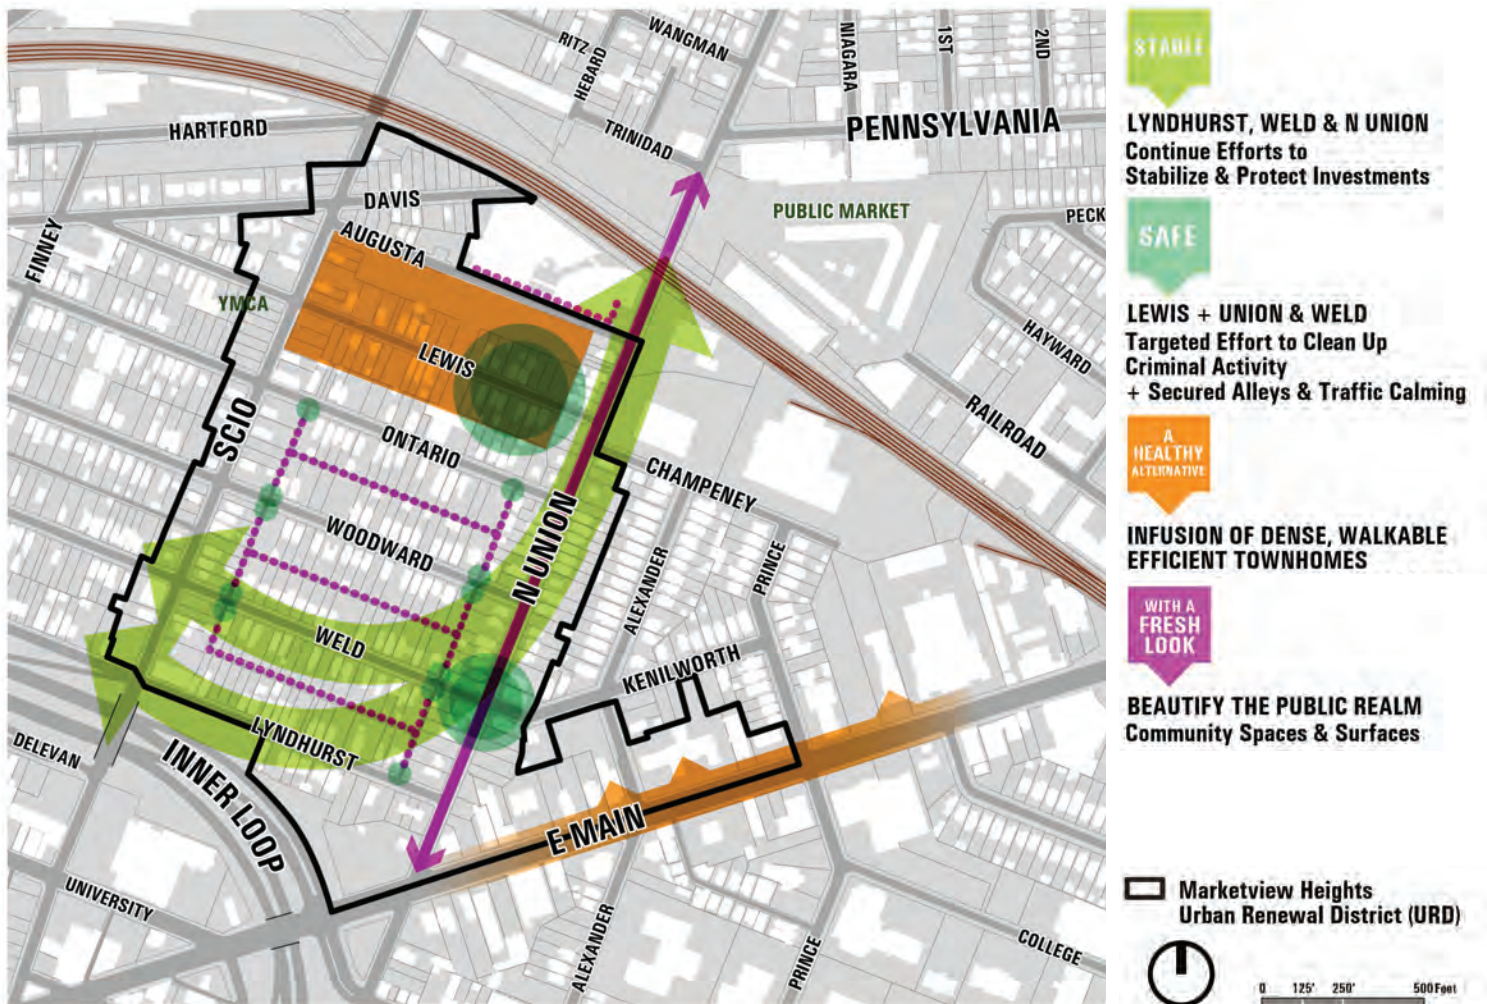 WANGMAN
RITZ
HEBARD
NIAGARA
1ST
2ND
HARTFORD
TRINIDAD
PENNSYLVANIA
DAVIS
PUBLIC MARKET
PECK
FINNEY
AUGUSTA
YMCA
HAYWARD
LEWIS
RAILROAD
SCIO
ONTARIO
CHAMPENEY
WOODWARD
N UNION
ALEXANDER
PRINCE
WELD
KENILWORTH
LYNDHURST
DELEVAN
INNER LOOP
E MAIN
UNIVERSITY
ALEXANDER
PRINCE
COLLEGE
STABLE
LYNDHURST, WELD & N UNION
Continue Efforts to
Stabilize & Protect Investments
SAFE
LEWIS + UNION & WELD
Targeted Effort to Clean Up
Criminal Activity
+ Secured Alleys & Traffic Calming
A
HEALTHY
ALTERNATIVE
INFUSION OF DENSE, WALKABLE
EFFICIENT TOWNHOMES
WITH A
FRESH
LOOK
BEAUTIFY THE PUBLIC REALM
Community Spaces & Surfaces
Marketview Heights
Urban Renewal District (URD)
0 125' 250' 500 Feet